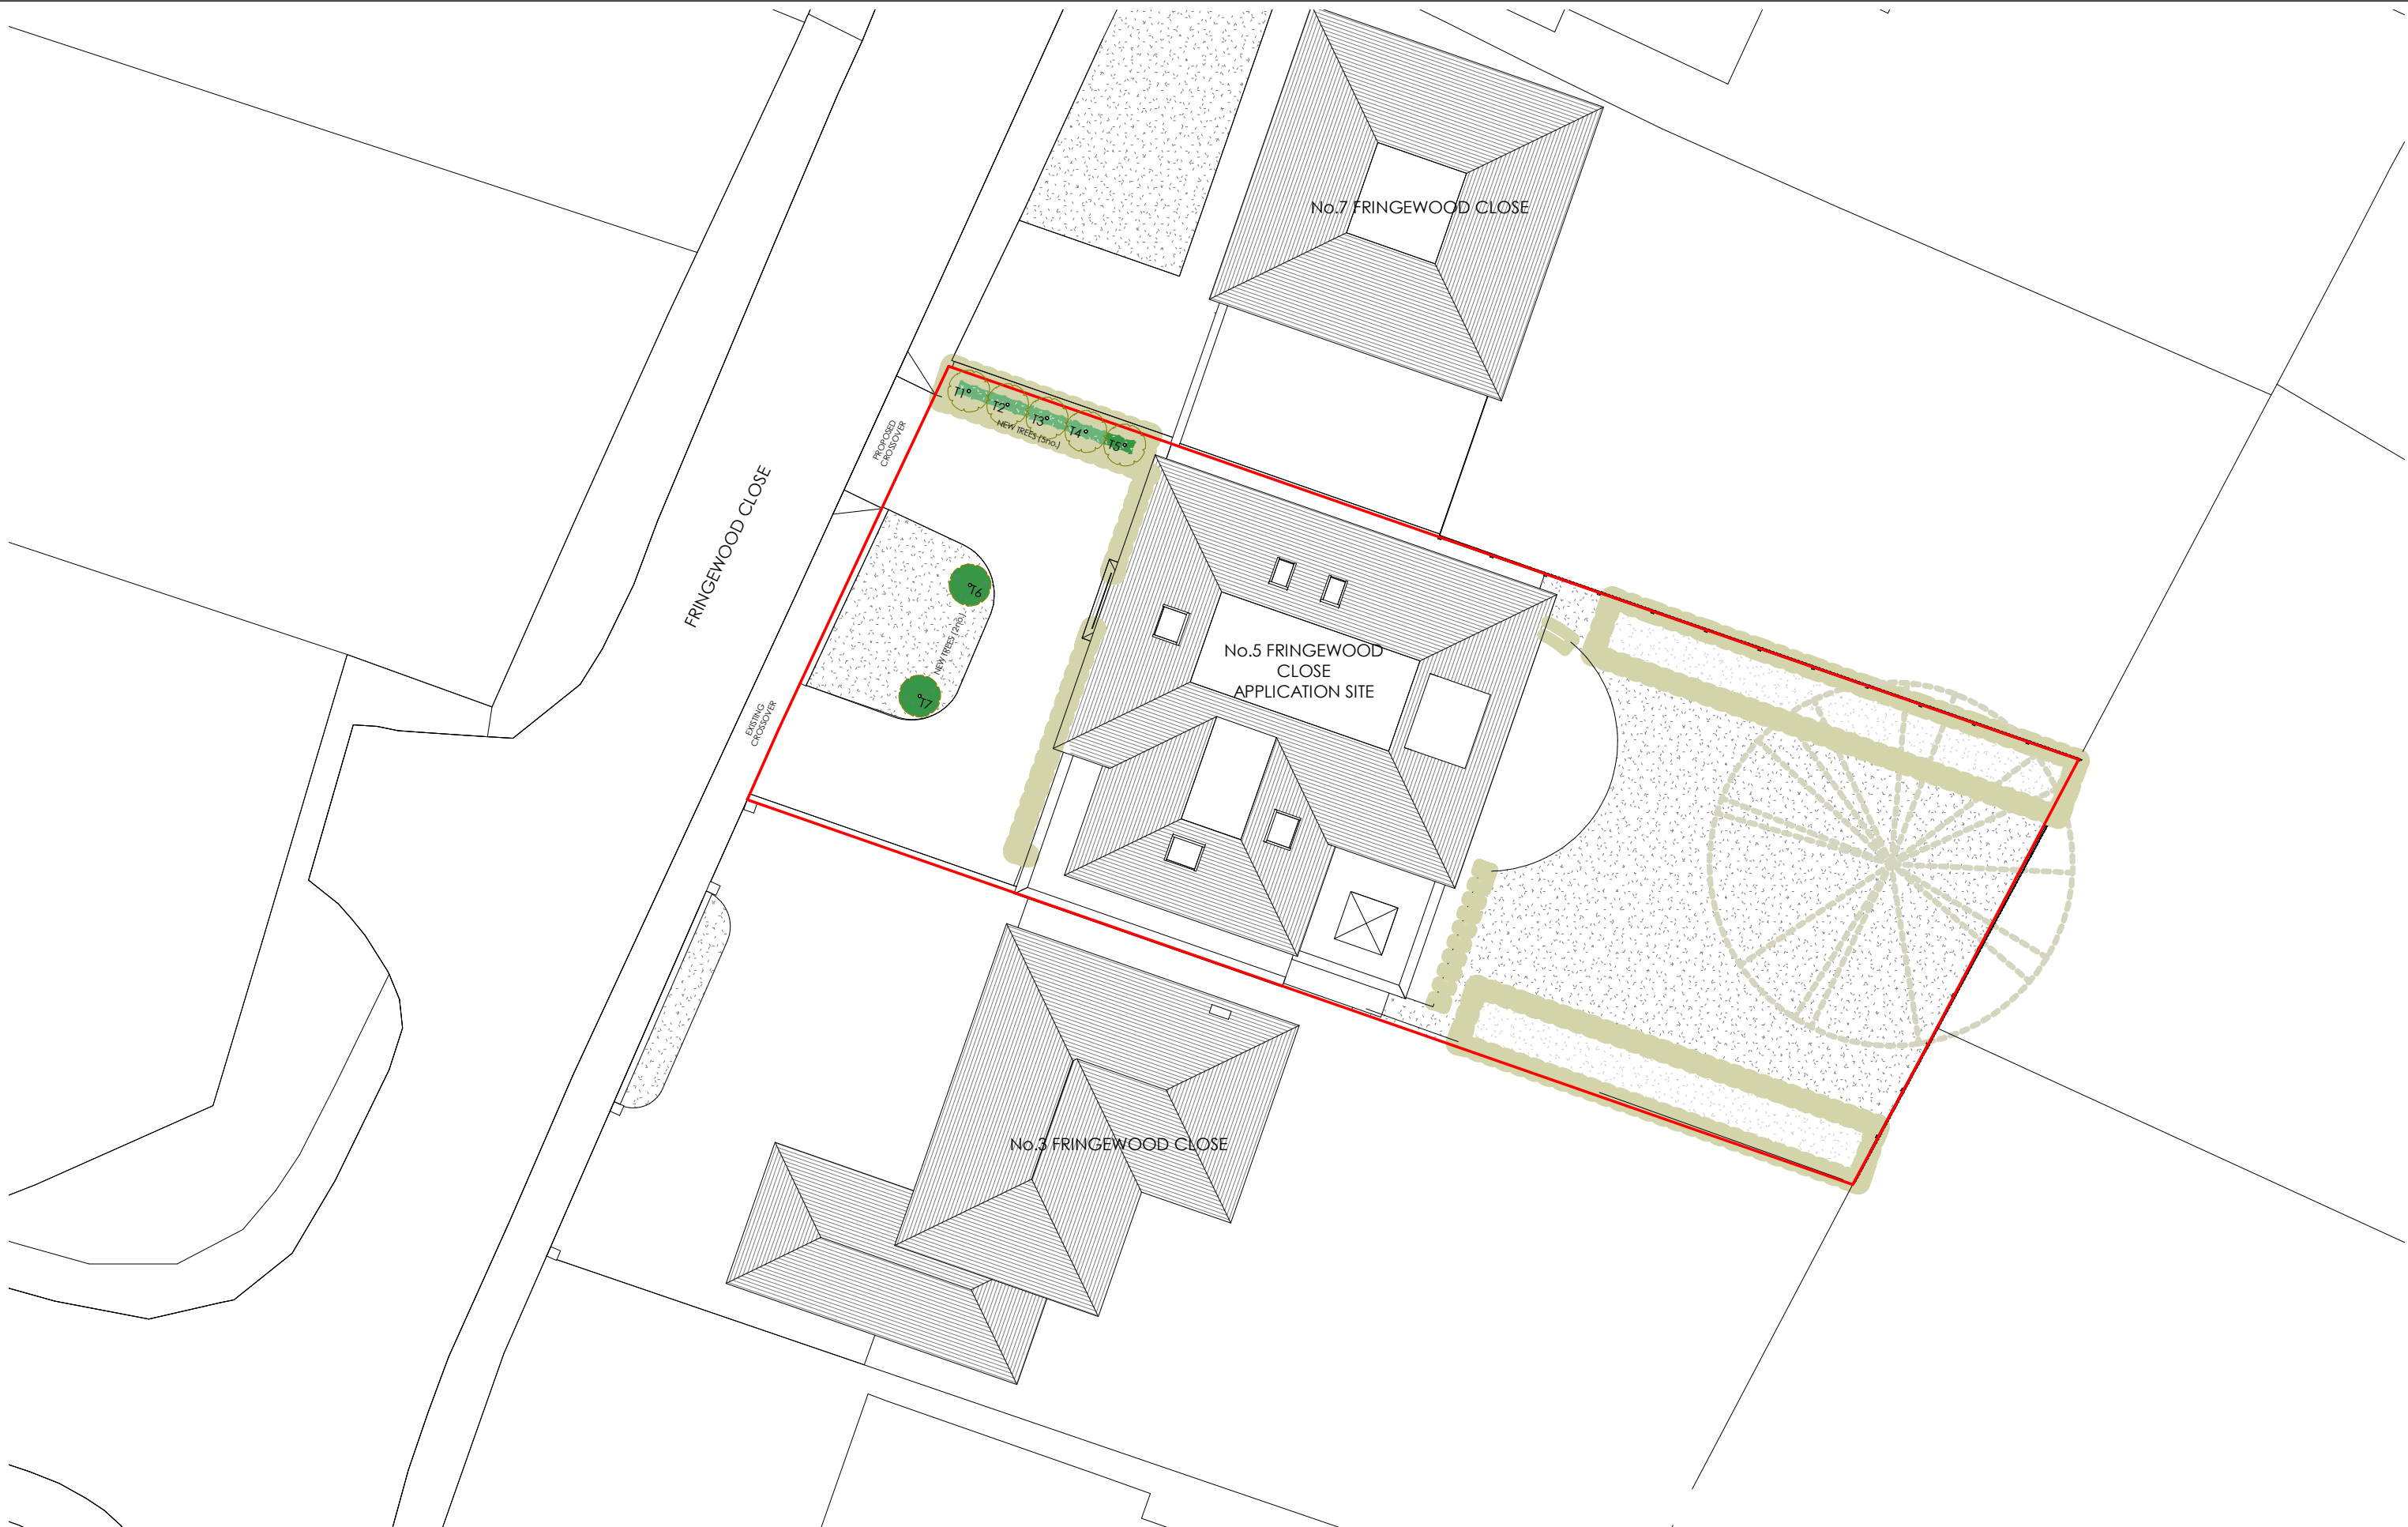 No.7 FRINGEWOOD CLOSE
T1
T2
T3
T4
T5
NEW TREES (5no.)
PROPOSED
CROSSOVER
FRINGEWOOD CLOSE
T6
NEW TREES (2no.)
T7
EXISTING
CROSSOVER
No.5 FRINGEWOOD
CLOSE
APPLICATION SITE
No.3 FRINGEWOOD CLOSE